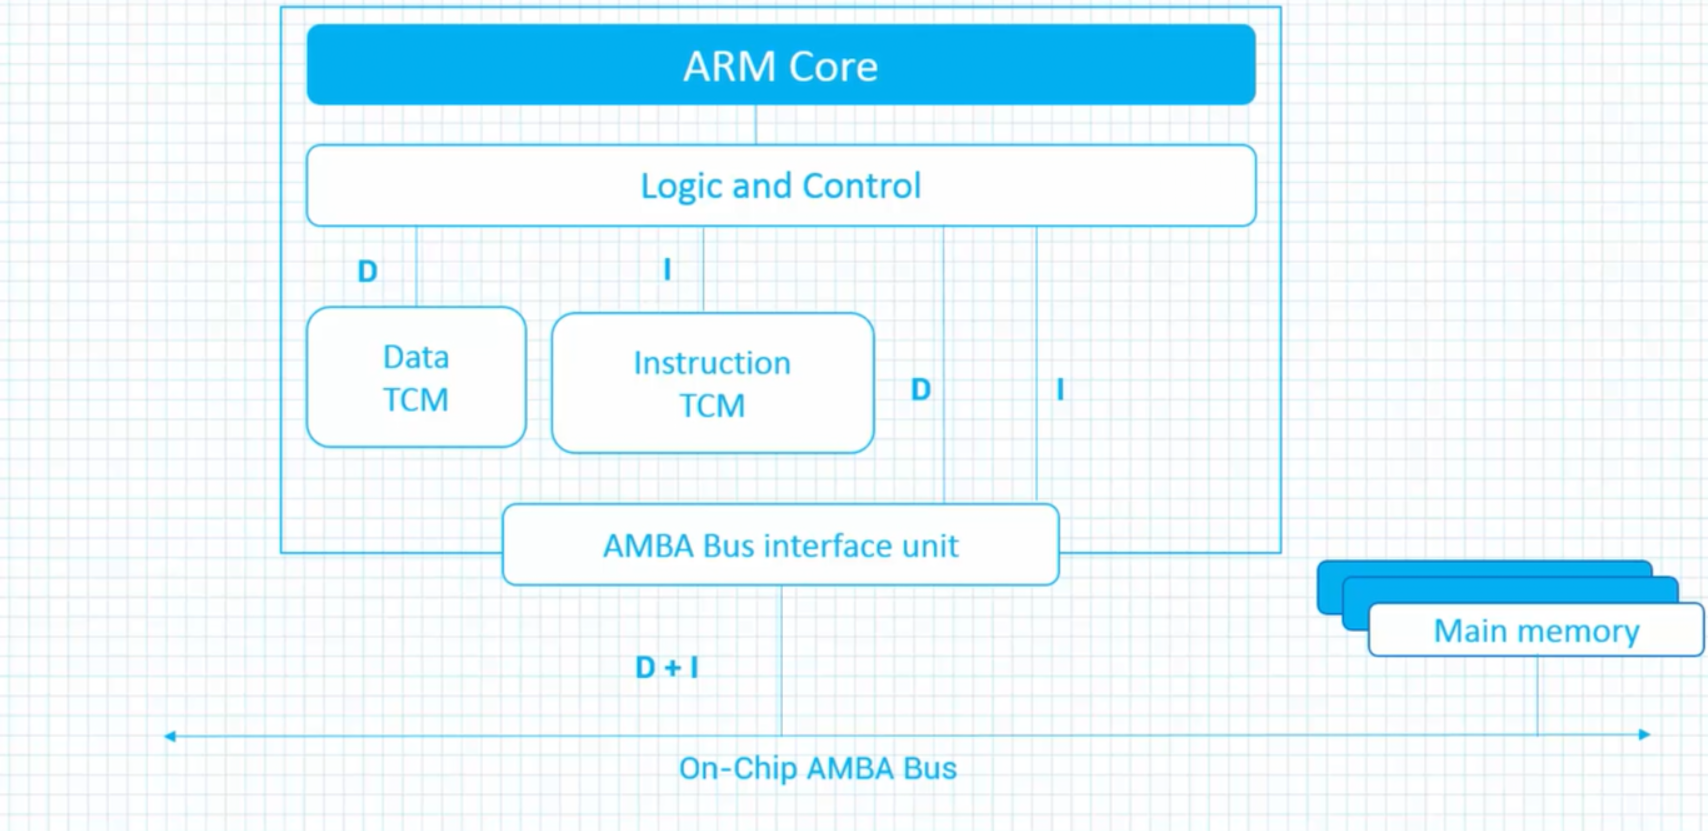 ARM Core
Logic and Control
D
I
Data
TCM
Instruction
TCM
D
I
AMBA Bus interface unit
Main memory
D + I
On-Chip AMBA Bus